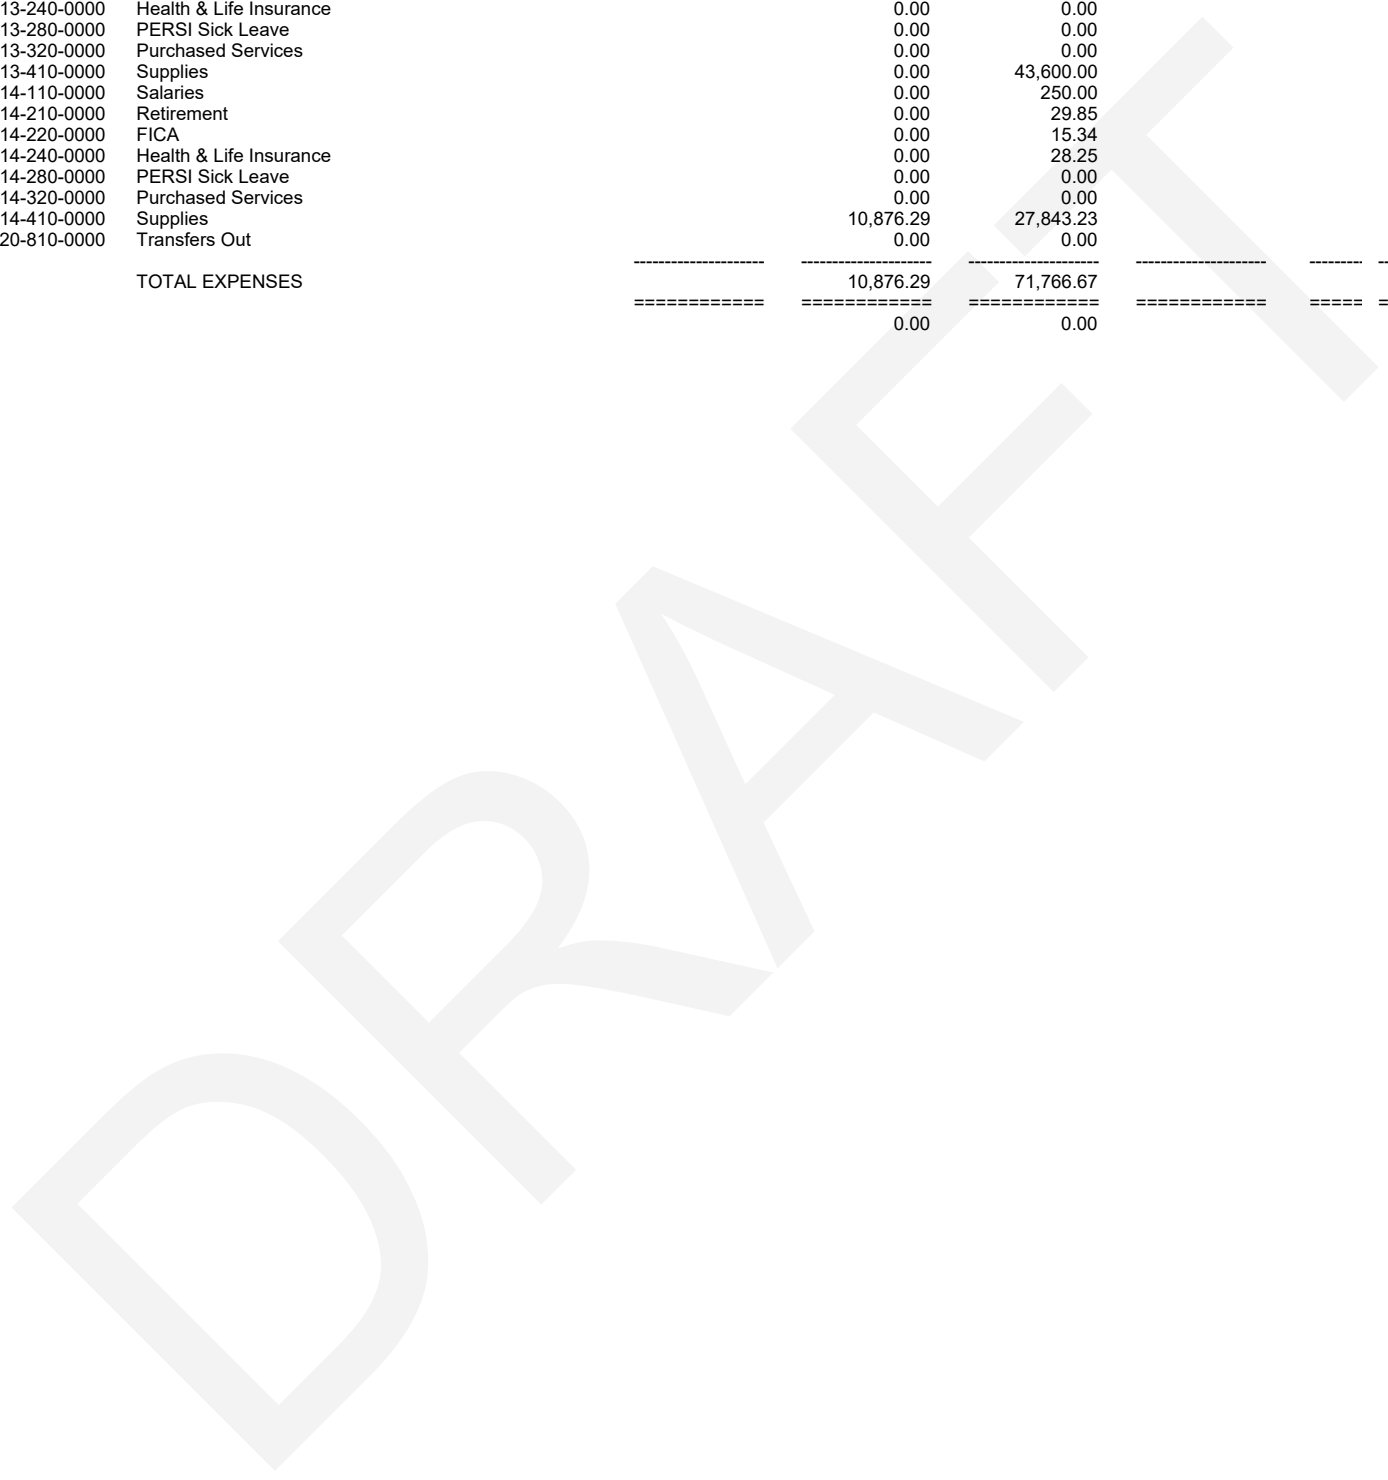 13-240-0000 Health & Life Insurance 0.00 0.00
13-280-0000 PERSI Sick Leave 0.00 0.00
13-320-0000 Purchased Services 0.00 0.00
13-410-0000 Supplies 0.00 43,600.00
14-110-0000 Salaries 0.00 250.00
14-210-0000 Retirement 0.00 29.85
14-220-0000 FICA 0.00 15.34
14-240-0000 Health & Life Insurance 0.00 28.25
14-280-0000 PERSI Sick Leave 0.00 0.00
14-320-0000 Purchased Services 0.00 0.00
14-410-0000 Supplies 10,876.29 27,843.23
20-810-0000 Transfers Out 0.00 0.00
--------------------- --------------------- --------------------- --------------------- -------- --
TOTAL EXPENSES 10,876.29 71,766.67
============ ============ ============ ============ ===== =
0.00 0.00
DRAFT